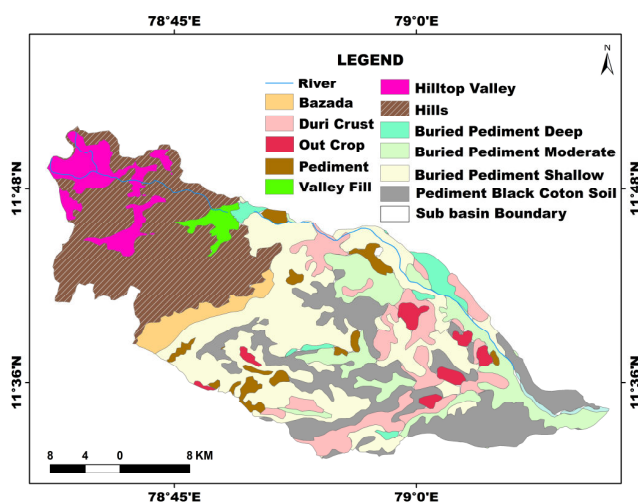 78°45'E 79°0'E
N
LEGEND
River
Bazada
Duri Crust
Out Crop
Pediment
Valley Fill
Hilltop Valley
Hills
Buried Pediment Deep
Buried Pediment Moderate
Buried Pediment Shallow
Pediment Black Coton Soil
Sub basin Boundary
11°48'N 11°48'N
11°36'N 11°36'N
8 4 0 8 KM
78°45'E 79°0'E